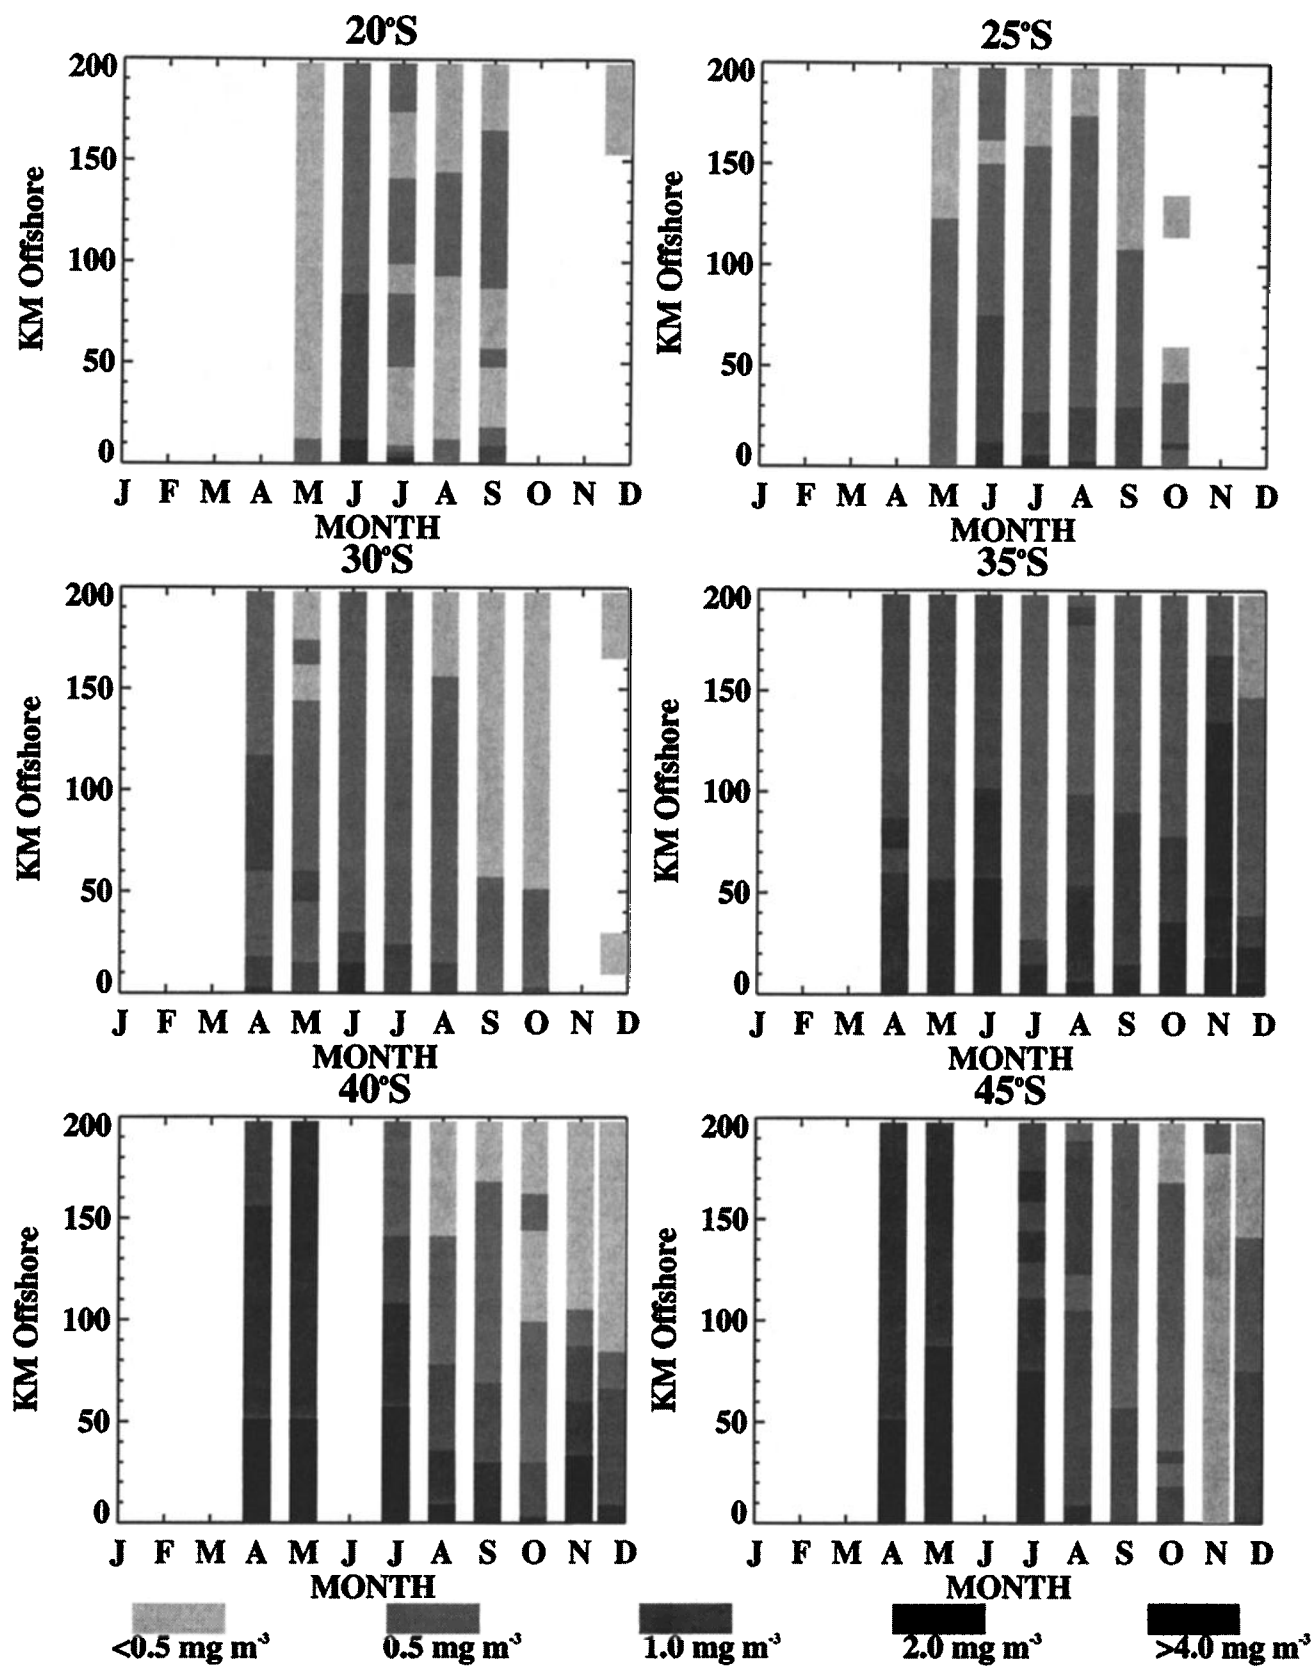 20°S
25°S
200
150
100
50
0
KM Offshore
J F M A M J J A S O N D
MONTH
200
150
100
50
0
KM Offshore
J F M A M J J A S O N D
MONTH
30°S
35°S
200
150
100
50
0
KM Offshore
J F M A M J J A S O N D
MONTH
200
150
100
50
0
KM Offshore
J F M A M J J A S O N D
MONTH
40°S
45°S
200
150
100
50
0
KM Offshore
J F M A M J J A S O N D
MONTH
200
150
100
50
0
KM Offshore
J F M A M J J A S O N D
MONTH
<0.5 mg m⁻³ 0.5 mg m⁻³ 1.0 mg m⁻³ 2.0 mg m⁻³ >4.0 mg m⁻³